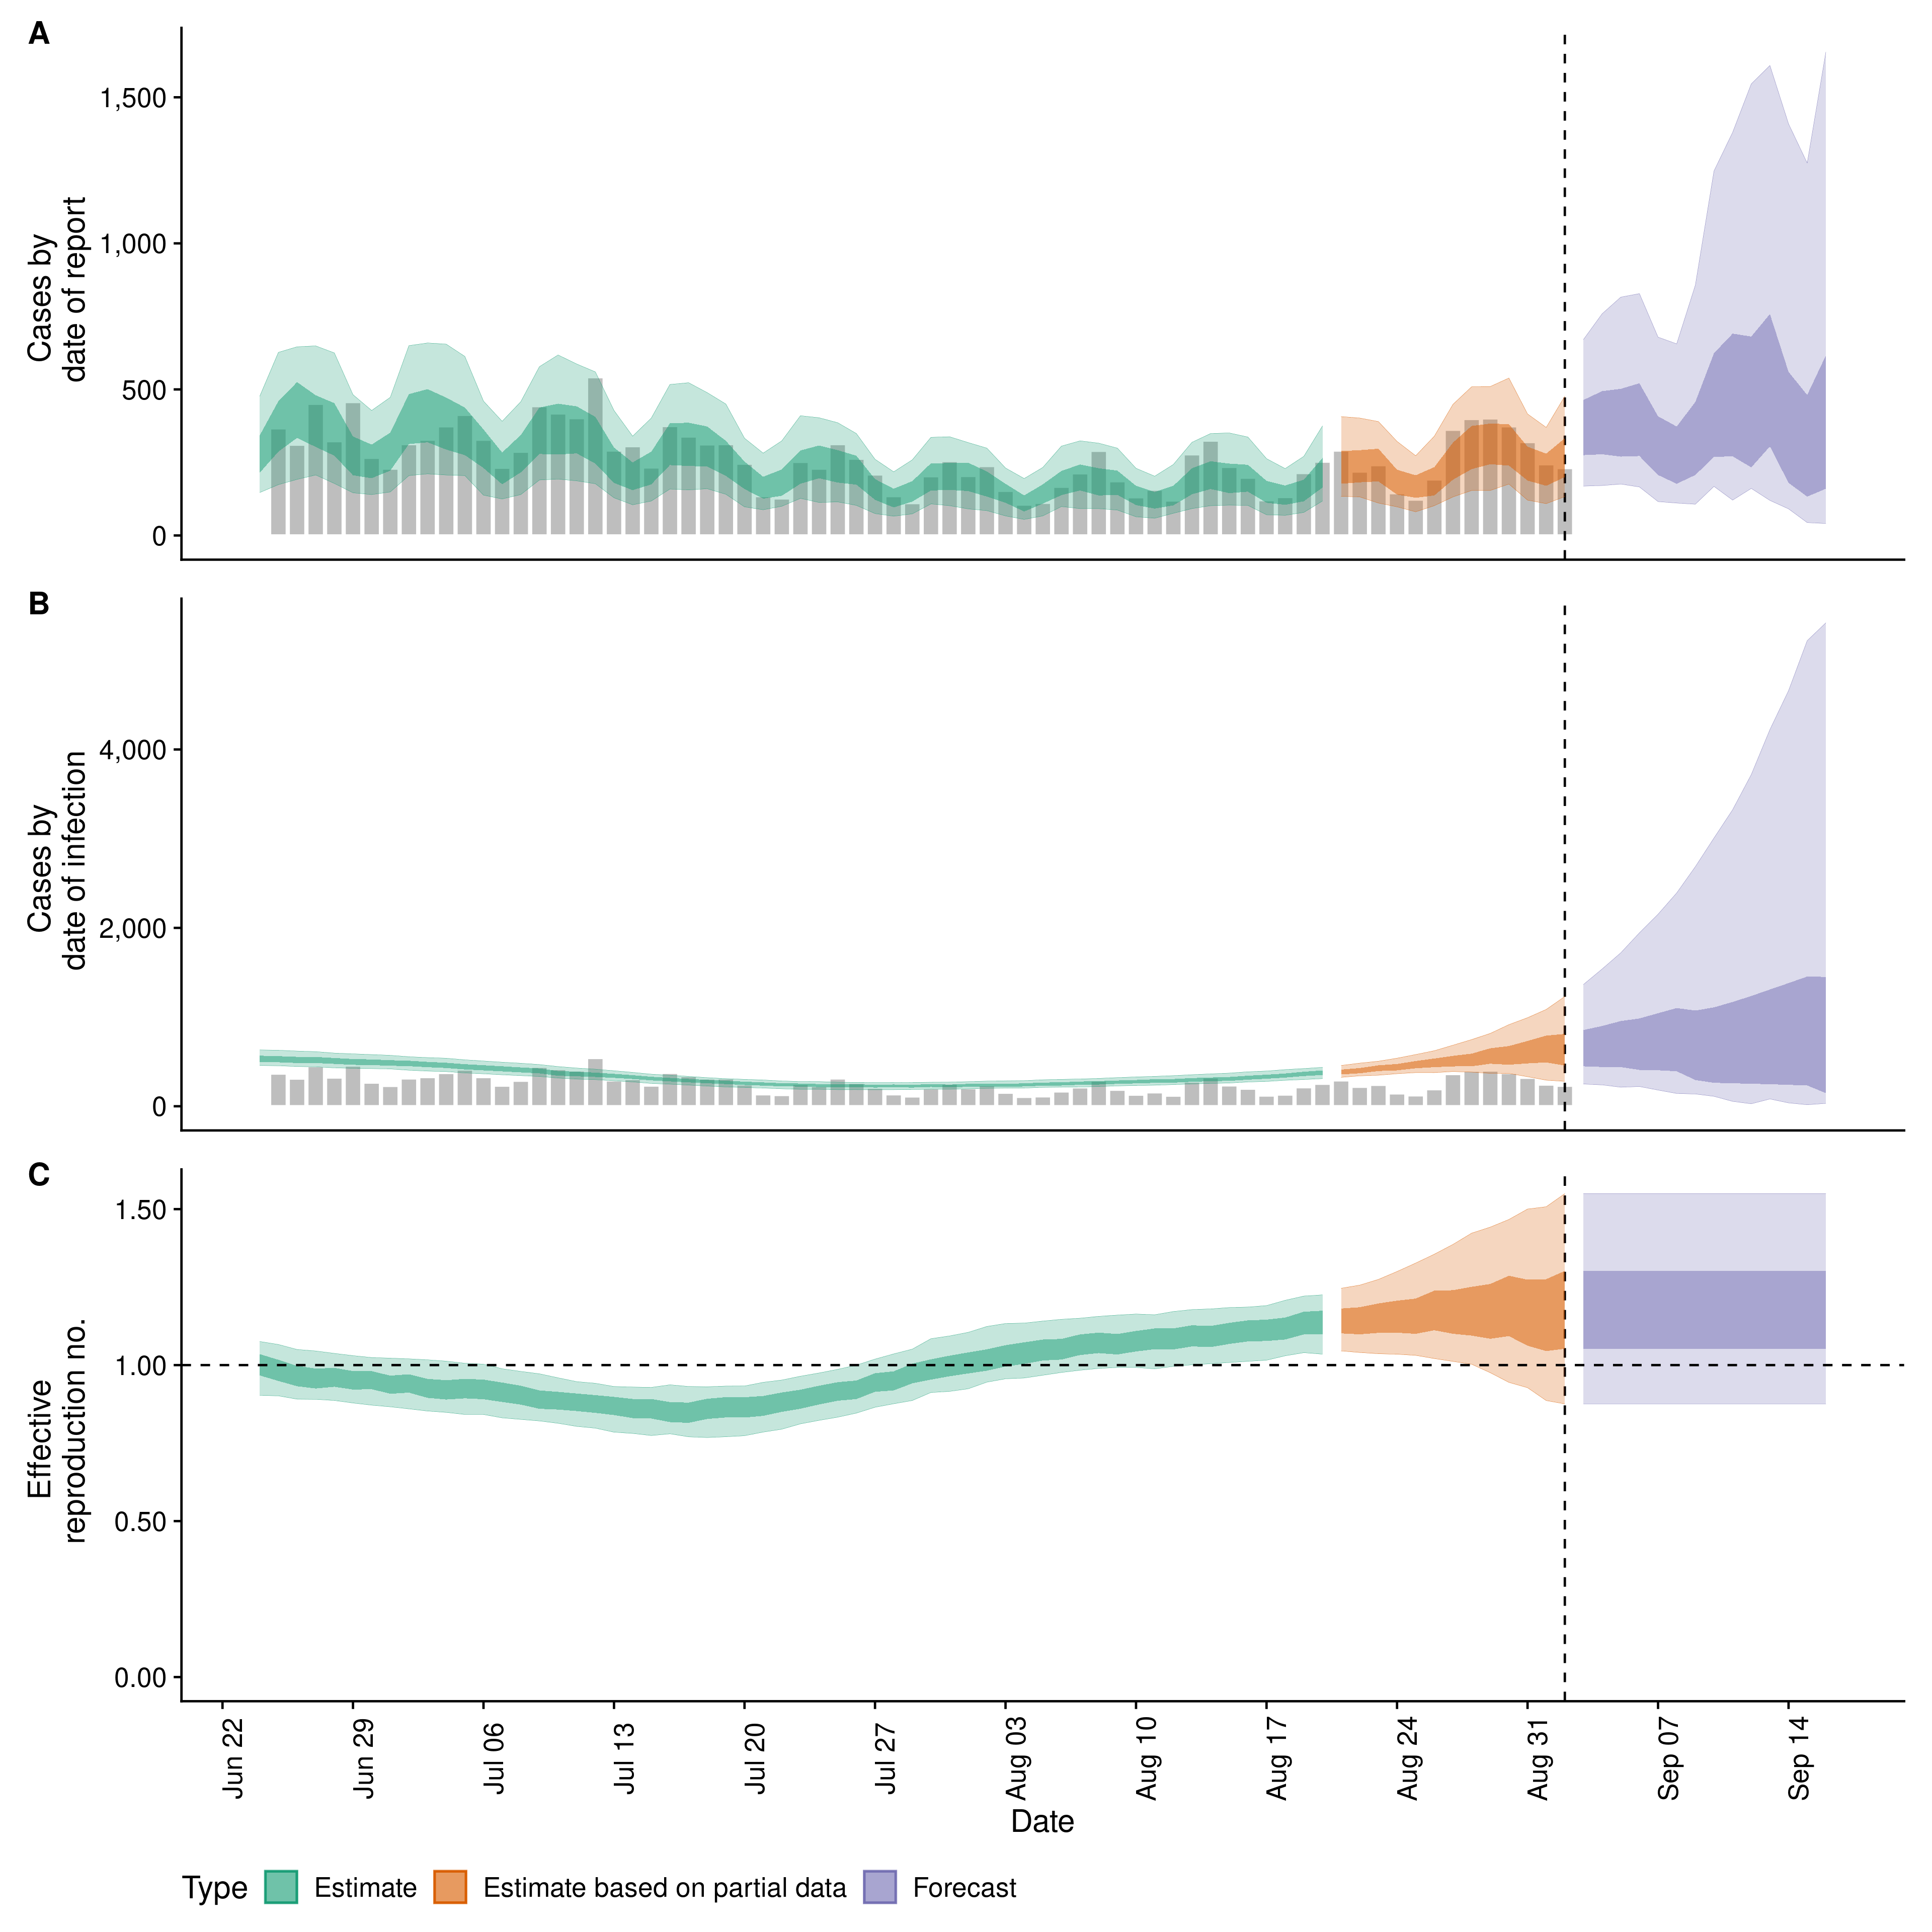 A
Cases by
date of report
1,500
1,000
500
0
B
Cases by
date of infection
4,000
2,000
0
C
Effective
reproduction no.
1.50
1.00
0.50
0.00
Jun 22
Jun 29
Jul 06
Jul 13
Jul 20
Jul 27
Aug 03
Aug 10
Aug 17
Aug 24
Aug 31
Sep 07
Sep 14
Date
Type Estimate Estimate based on partial data Forecast